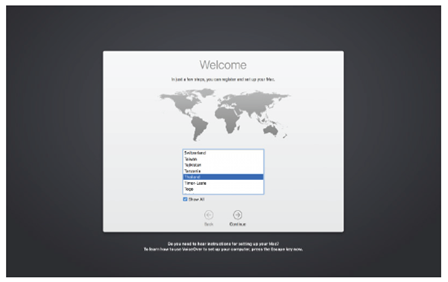 Welcome
In just a few steps, you can register and set up your Mac.
Switzerland
Taiwan
Tajikistan
Tanzania
Thailand
Timor-Leste
Togo
Show All
Back
Continue
Do you need to hear instructions for setting up your Mac?
To learn how to use VoiceOver to set up your computer, press the Escape key now.